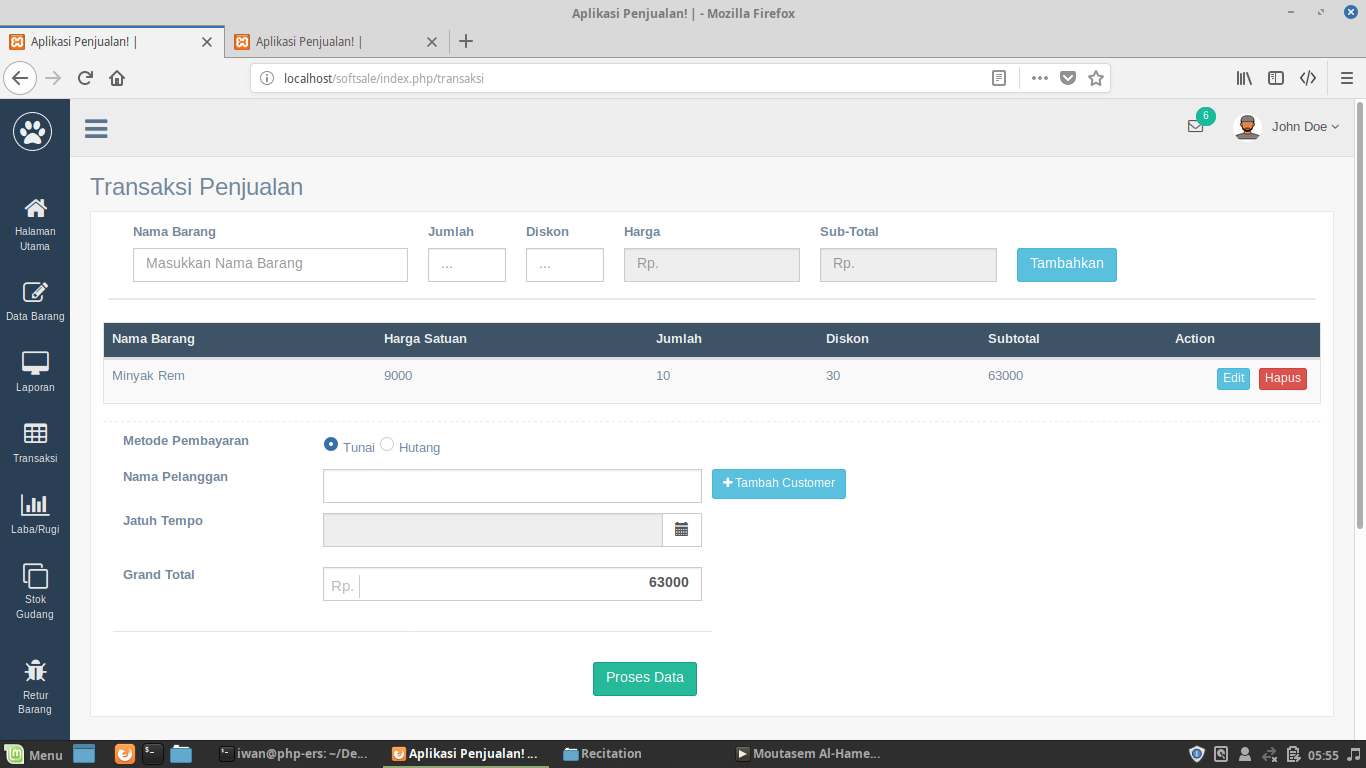 Aplikasi Penjualan! | - Mozilla Firefox
Aplikasi Penjualan! |
Aplikasi Penjualan! |
localhost/softsale/index.php/transaksi
6
John Doe
Halaman
Utama
Data Barang
Laporan
Transaksi
Laba/Rugi
Stok
Gudang
Retur
Barang
Transaksi Penjualan
Nama Barang Jumlah Diskon Harga Sub-Total
Masukkan Nama Barang ... ... Rp. Rp. Tambahkan
Nama Barang Harga Satuan Jumlah Diskon Subtotal Action
Minyak Rem 9000 10 30 63000 Edit Hapus
Metode Pembayaran Tunai Hutang
Nama Pelanggan Tambah Customer
Jatuh Tempo
Grand Total Rp. 63000
Proses Data
Menu iwan@php-ers: ~/De... Aplikasi Penjualan! ... Recitation Moutasem Al-Hame... 05:55